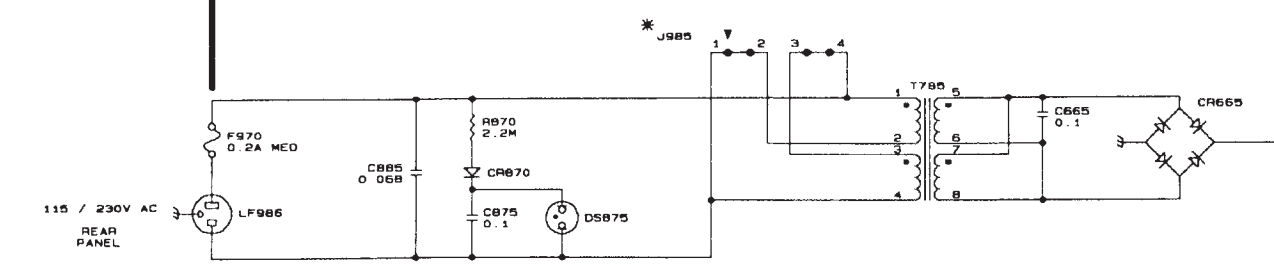 * J985
1 2 3 4
T785
1 5
2 6
3 7
4 8
C665
0.1
CR665
F970
0.2A MED
R870
2.2M
C885
0.068
CR870
C875
0.1
DS875
115 / 230V AC
LF986
REAR
PANEL